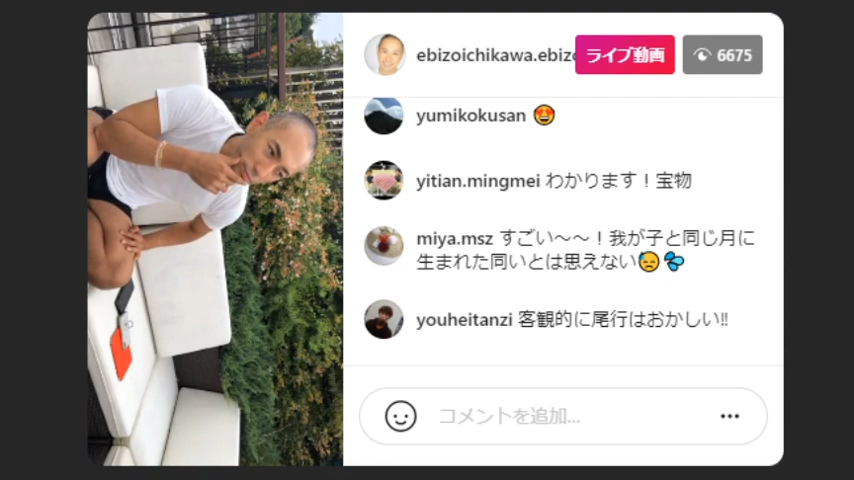 ebizoichikawa.ebizo
ライブ動画
6675
yumikokusan 😍
yitian.mingmei わかります！宝物
miya.msz すごい〜〜！我が子と同じ月に
生まれた同いとは思えない😓💦
youheitanzi 客観的に尾行はおかしい‼
コメントを追加...